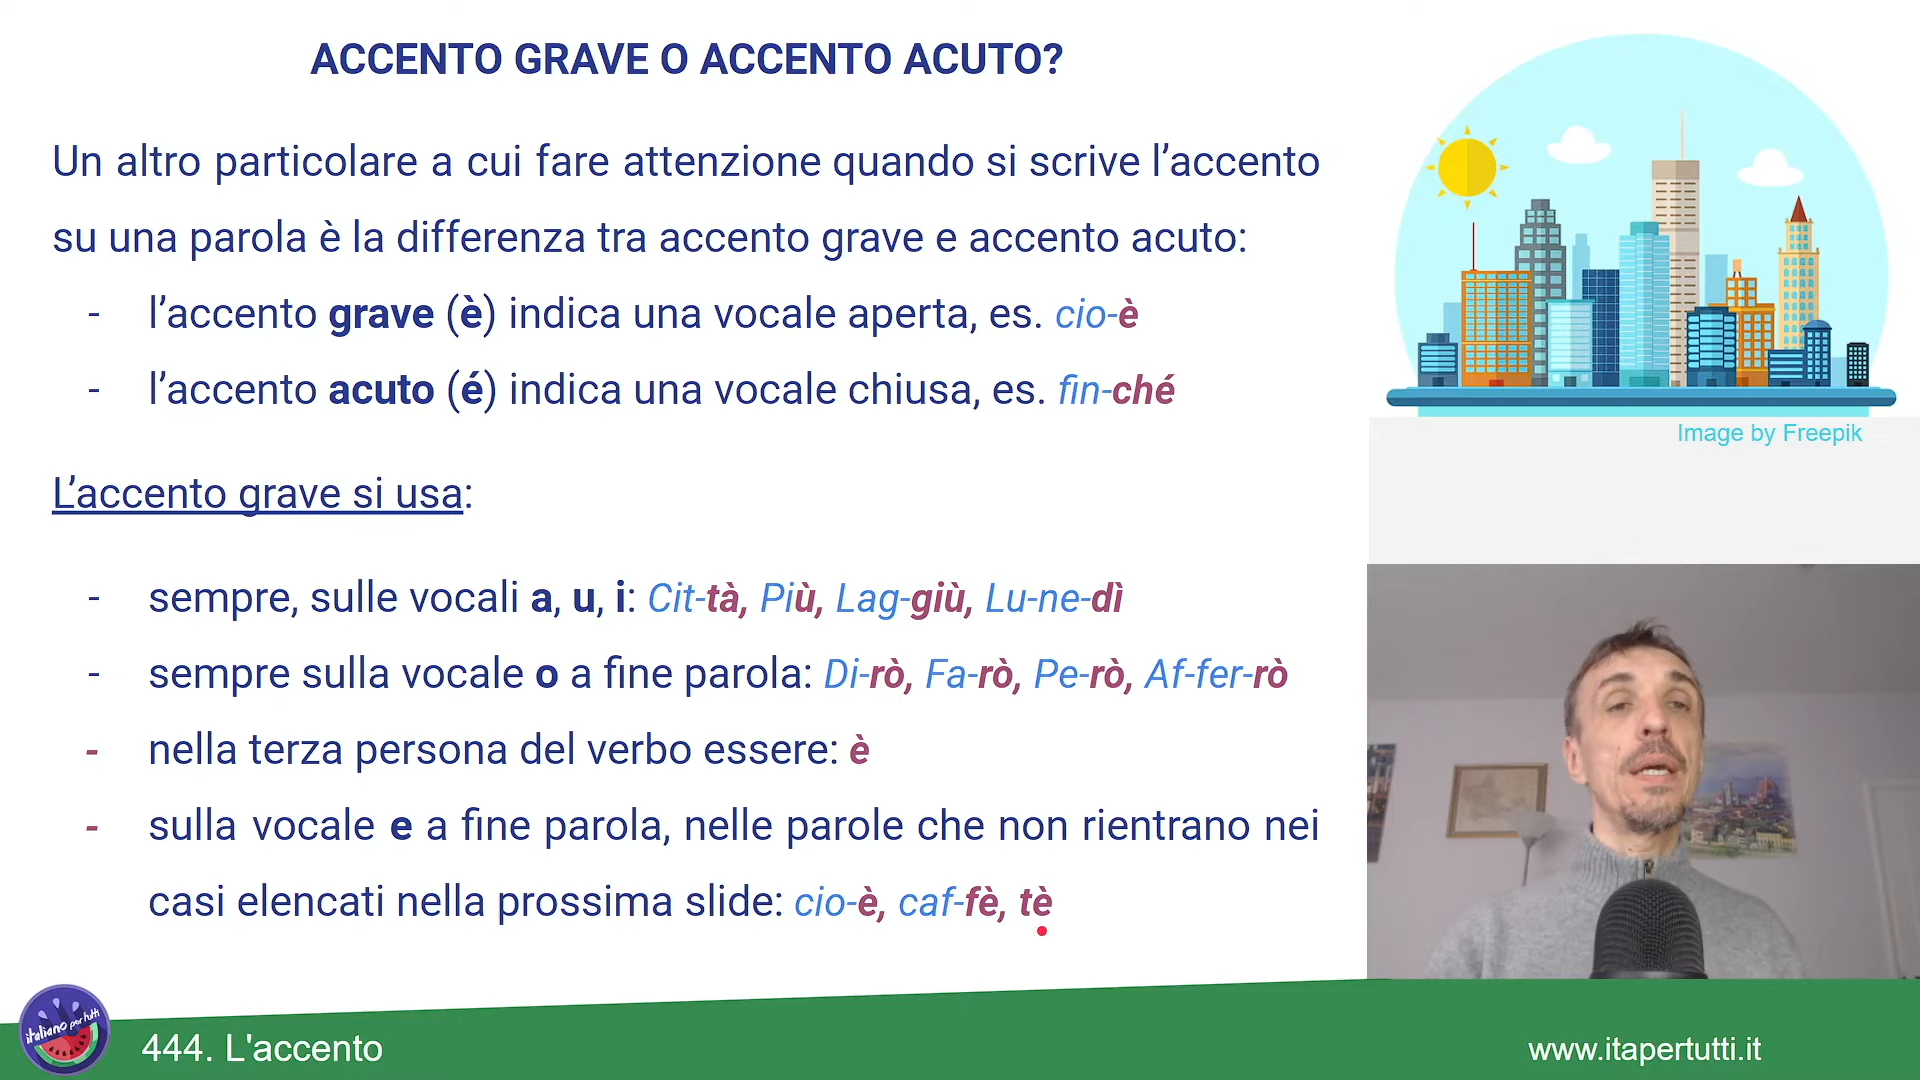 ACCENTO GRAVE O ACCENTO ACUTO?
Un altro particolare a cui fare attenzione quando si scrive l’accento
su una parola è la differenza tra accento grave e accento acuto:
- l’accento grave (è) indica una vocale aperta, es. cio-è
- l’accento acuto (é) indica una vocale chiusa, es. fin-ché
Image by Freepik
L’accento grave si usa:
- sempre, sulle vocali a, u, i: Cit-tà, Più, Lag-giù, Lu-ne-dì
- sempre sulla vocale o a fine parola: Di-rò, Fa-rò, Pe-rò, Af-fer-rò
- nella terza persona del verbo essere: è
- sulla vocale e a fine parola, nelle parole che non rientrano nei
casi elencati nella prossima slide: cio-è, caf-fè, tè
italiano per tutti
444. L'accento
www.itapertutti.it